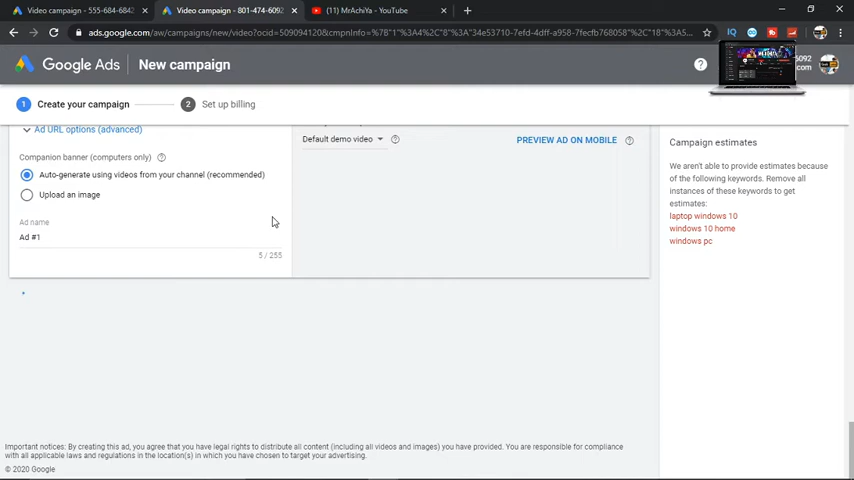 Video campaign - 555-684-6842
Video campaign - 801-474-6092
(11) MrAchiYa - YouTube
ads.google.com/aw/campaigns/new/video?ocid=509094120&cmpnInfo=%7B"1"%3A4%2C"8"%3A"34e53710-7efd-4dff-a958-7fecfb768058"%2C"18"%3A5...
Google Ads
New campaign
6092
.com
1 Create your campaign
2 Set up billing
Ad URL options (advanced)
Default demo video
PREVIEW AD ON MOBILE
Companion banner (computers only)
Auto-generate using videos from your channel (recommended)
Upload an image
Ad name
Ad #1
5 / 255
Campaign estimates
We aren't able to provide estimates because
of the following keywords. Remove all
instances of these keywords to get
estimates:
laptop windows 10
windows 10 home
windows pc
Important notices: By creating this ad, you agree that you have legal rights to distribute all content (including all videos and images) you have provided. You are responsible for compliance
with all applicable laws and regulations in the location(s) in which you have chosen to target your advertising.
© 2020 Google